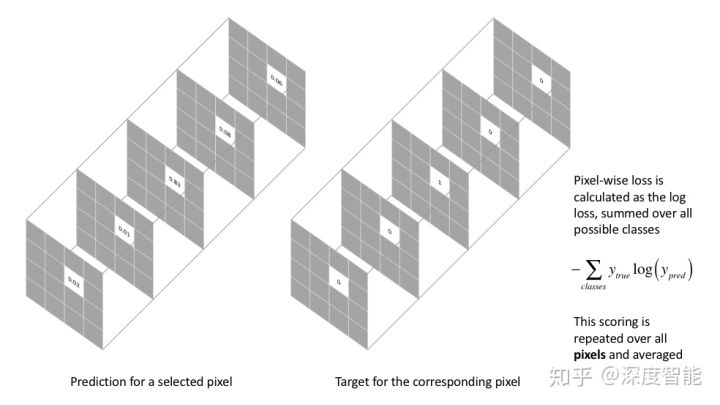 0.06
0.08
0.83
0.01
0.02
0
0
1
0
0
Pixel-wise loss is
calculated as the log
loss, summed over all
possible classes
− ∑ y_true log(y_pred)
classes
This scoring is
repeated over all
pixels and averaged
Prediction for a selected pixel
Target for the corresponding pixel
知乎 @深度智能